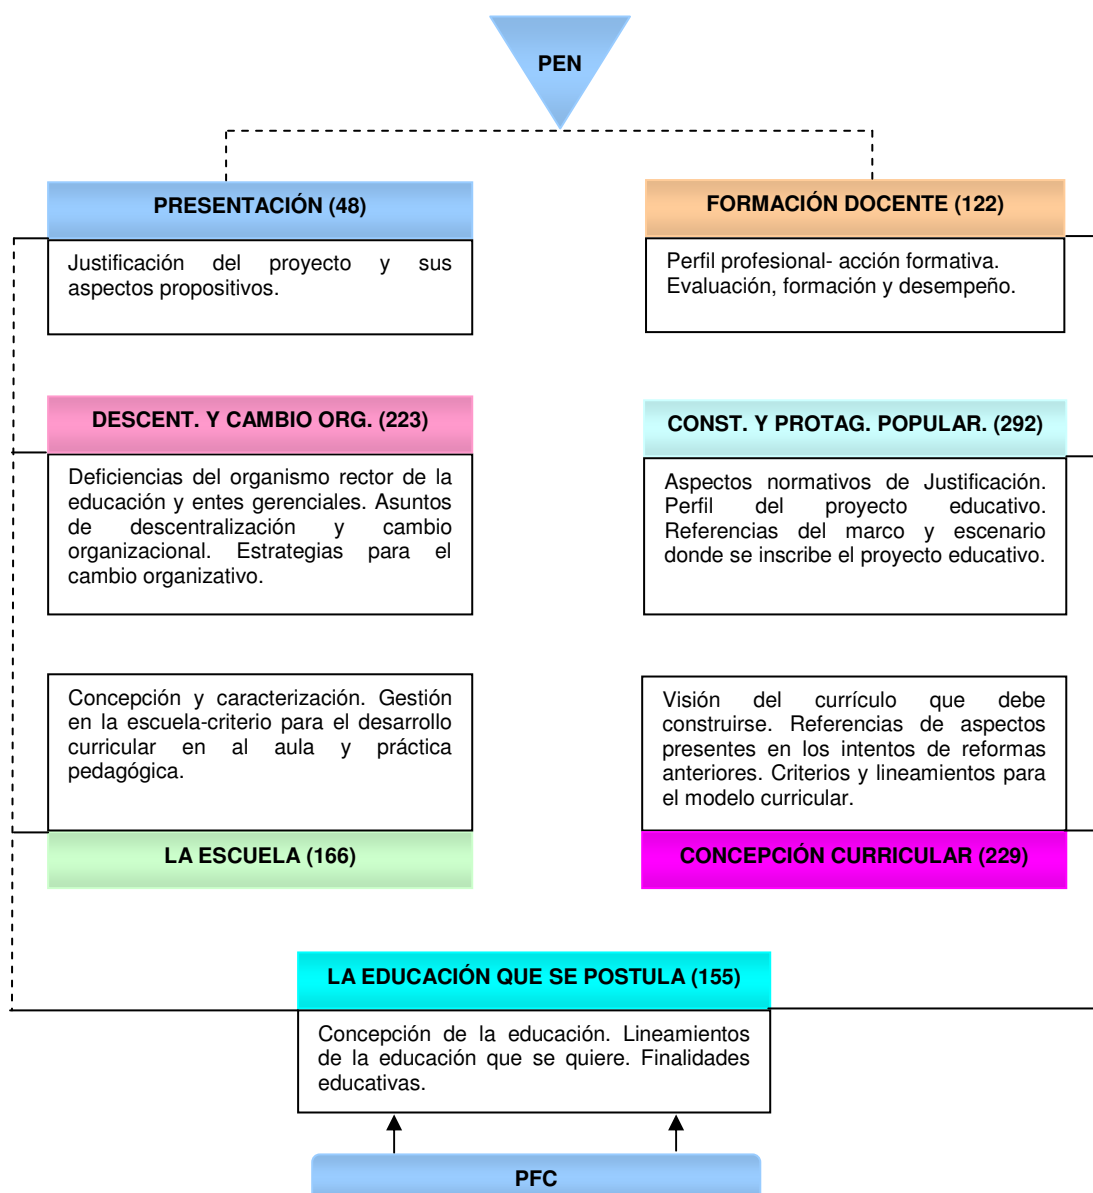 PEN
PRESENTACIÓN (48)
Justificación del proyecto y sus
aspectos propositivos.
FORMACIÓN DOCENTE (122)
Perfil profesional- acción formativa.
Evaluación, formación y desempeño.
DESCENT. Y CAMBIO ORG. (223)
Deficiencias del organismo rector de la
educación y entes gerenciales. Asuntos
de descentralización y cambio
organizacional. Estrategias para el
cambio organizativo.
CONST. Y PROTAG. POPULAR. (292)
Aspectos normativos de Justificación.
Perfil del proyecto educativo.
Referencias del marco y escenario
donde se inscribe el proyecto educativo.
Concepción y caracterización. Gestión
en la escuela-criterio para el desarrollo
curricular en al aula y práctica
pedagógica.
LA ESCUELA (166)
Visión del currículo que debe
construirse. Referencias de aspectos
presentes en los intentos de reformas
anteriores. Criterios y lineamientos para
el modelo curricular.
CONCEPCIÓN CURRICULAR (229)
LA EDUCACIÓN QUE SE POSTULA (155)
Concepción de la educación. Lineamientos
de la educación que se quiere. Finalidades
educativas.
PFC